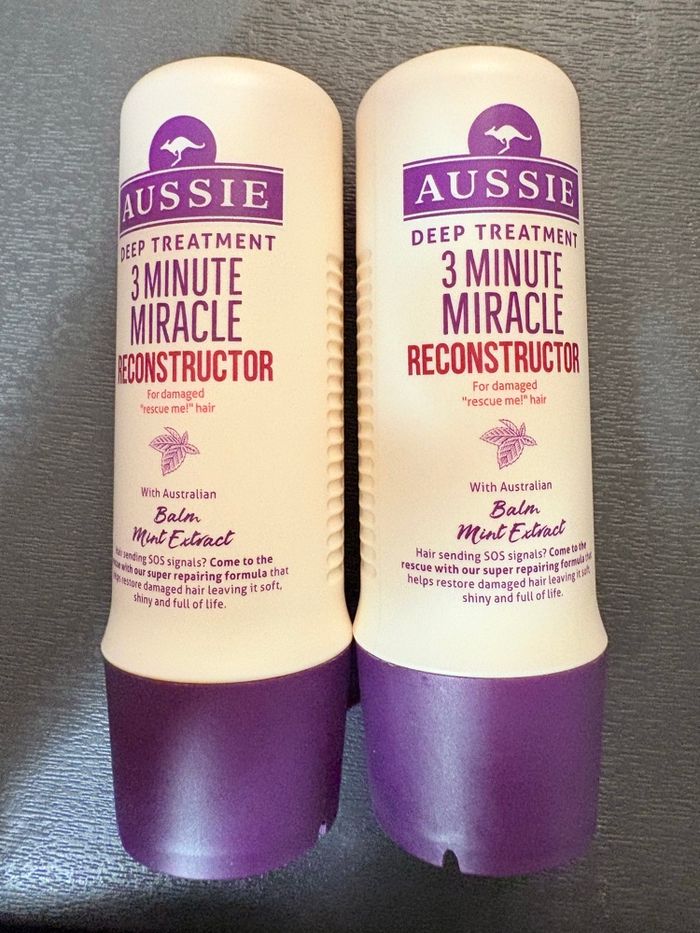 AUSSIE
DEEP TREATMENT
3 MINUTE
MIRACLE
RECONSTRUCTOR
For damaged
"rescue me!" hair
With Australian
Balm
Mint Extract
Hair sending SOS signals? Come to the
rescue with our super repairing formula that
helps restore damaged hair leaving it soft,
shiny and full of life.
AUSSIE
DEEP TREATMENT
3 MINUTE
MIRACLE
RECONSTRUCTOR
For damaged
"rescue me!" hair
With Australian
Balm
Mint Extract
Hair sending SOS signals? Come to the
rescue with our super repairing formula that
helps restore damaged hair leaving it soft,
shiny and full of life.